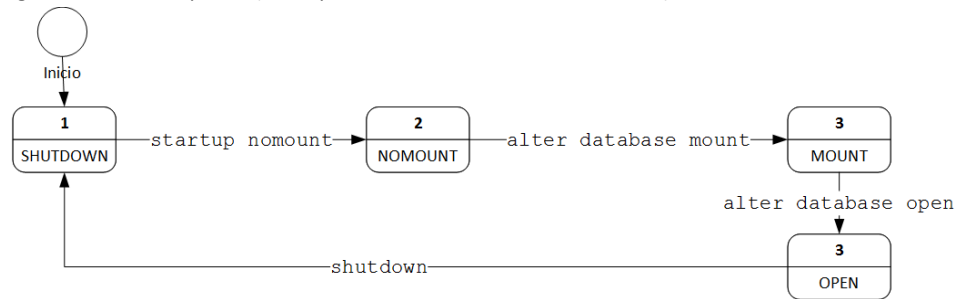 Inicio
1
SHUTDOWN
startup nomount
2
NOMOUNT
alter database mount
3
MOUNT
alter database open
3
OPEN
shutdown